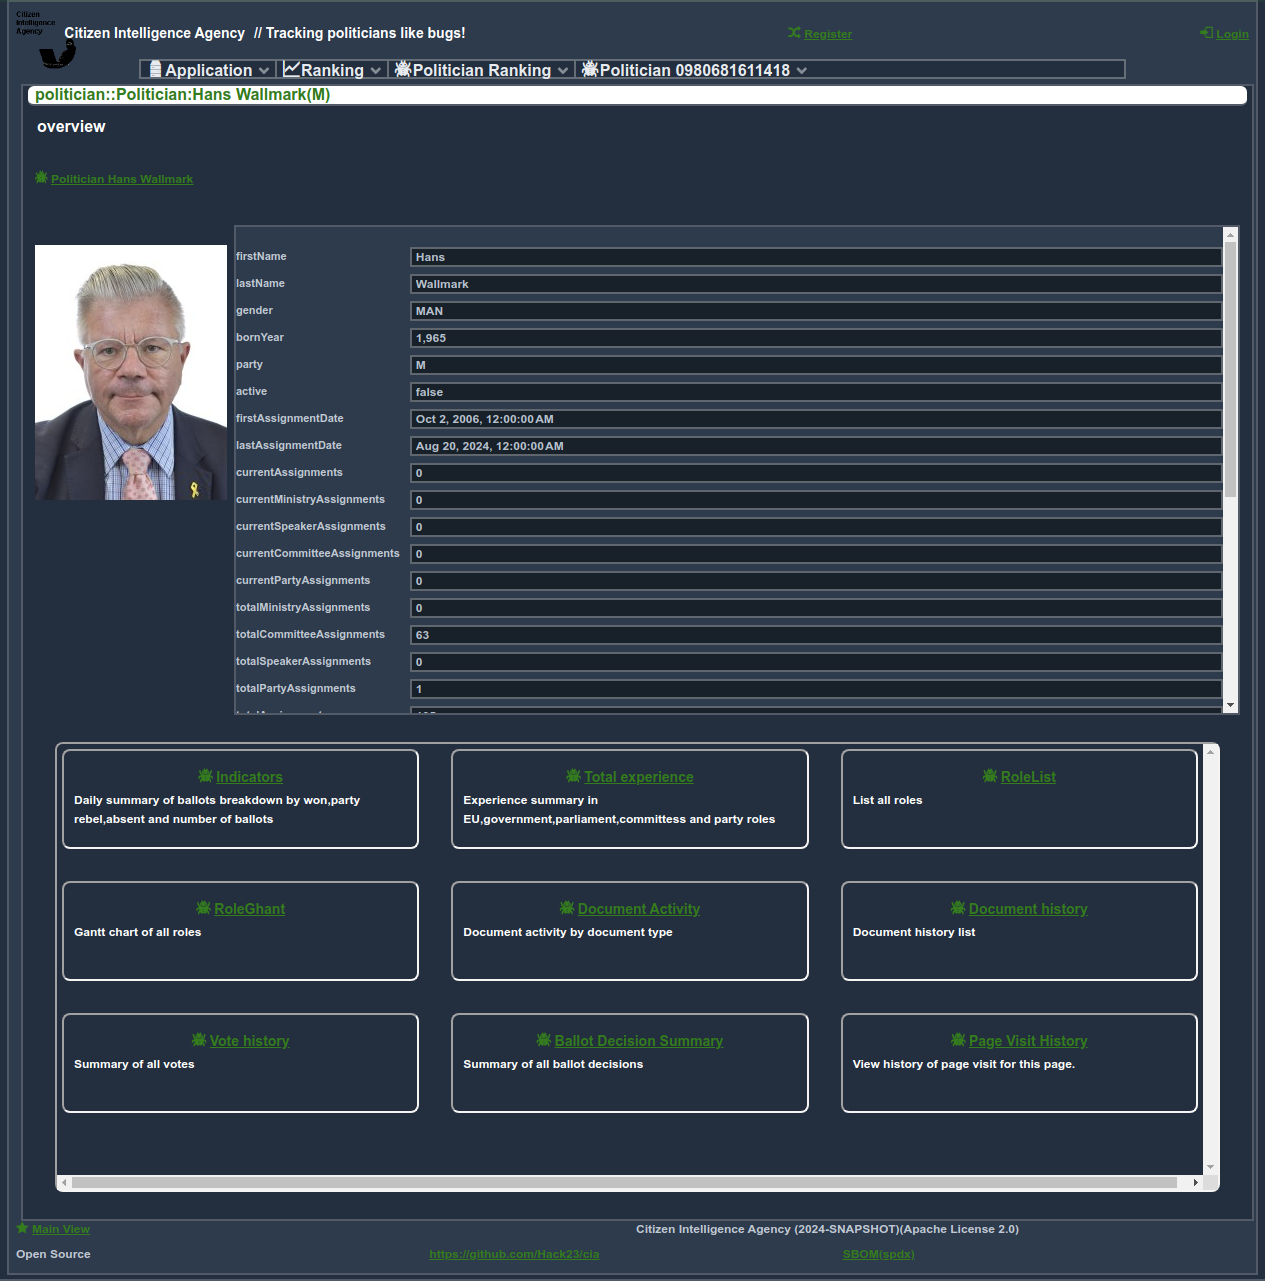 Citizen
Intelligence
Agency
Citizen Intelligence Agency // Tracking politicians like bugs!
Register
Login
Application
Ranking
Politician Ranking
Politician 0980681611418
politician::Politician:Hans Wallmark(M)
overview
Politician Hans Wallmark
firstName Hans
lastName Wallmark
gender MAN
bornYear 1,965
party M
active false
firstAssignmentDate Oct 2, 2006, 12:00:00 AM
lastAssignmentDate Aug 20, 2024, 12:00:00 AM
currentAssignments 0
currentMinistryAssignments 0
currentSpeakerAssignments 0
currentCommitteeAssignments 0
currentPartyAssignments 0
totalMinistryAssignments 0
totalCommitteeAssignments 63
totalSpeakerAssignments 0
totalPartyAssignments 1
Indicators
Daily summary of ballots breakdown by won,party
rebel,absent and number of ballots
Total experience
Experience summary in
EU,government,parliament,committess and party roles
RoleList
List all roles
RoleGhant
Gantt chart of all roles
Document Activity
Document activity by document type
Document history
Document history list
Vote history
Summary of all votes
Ballot Decision Summary
Summary of all ballot decisions
Page Visit History
View history of page visit for this page.
Main View
Citizen Intelligence Agency (2024-SNAPSHOT)(Apache License 2.0)
Open Source
https://github.com/Hack23/cia
SBOM(spdx)